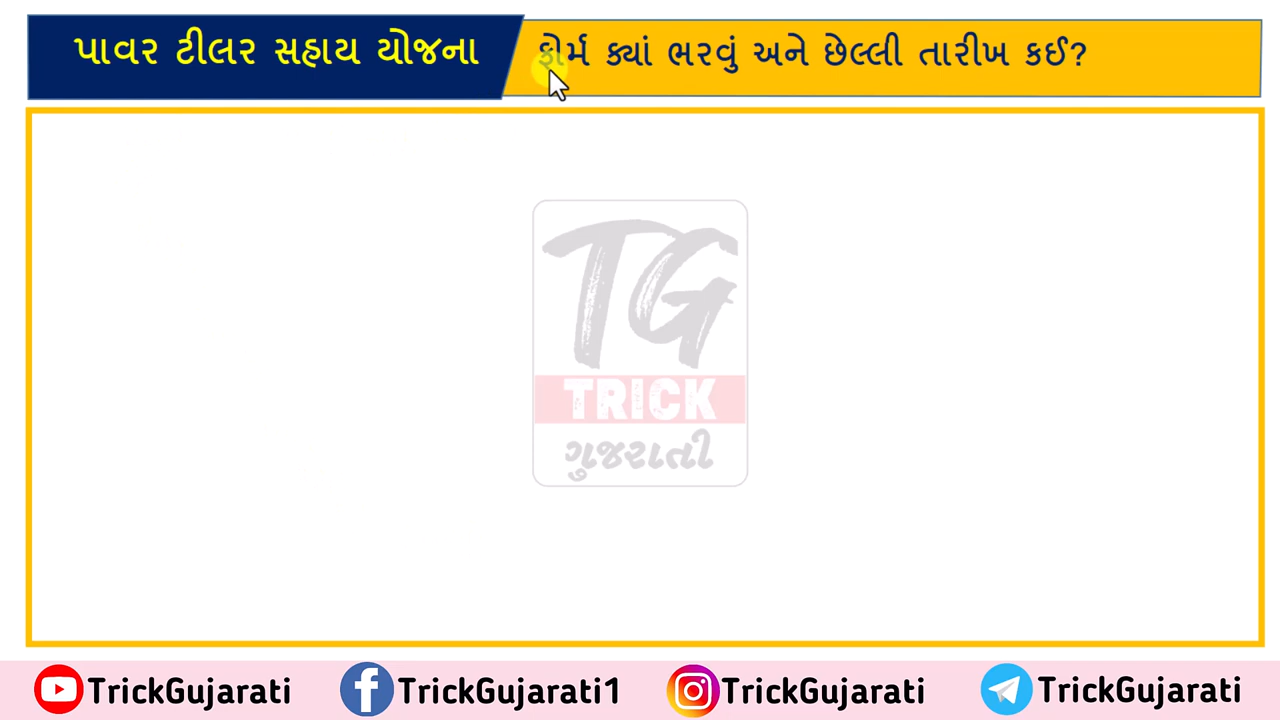 પાવર ટીલર સહાય યોજના
ફોર્મ ક્યાં ભરવું અને છેલ્લી તારીખ કઈ?
TG
TRICK
ગુજરાતી
TrickGujarati
TrickGujarati1
TrickGujarati
TrickGujarati